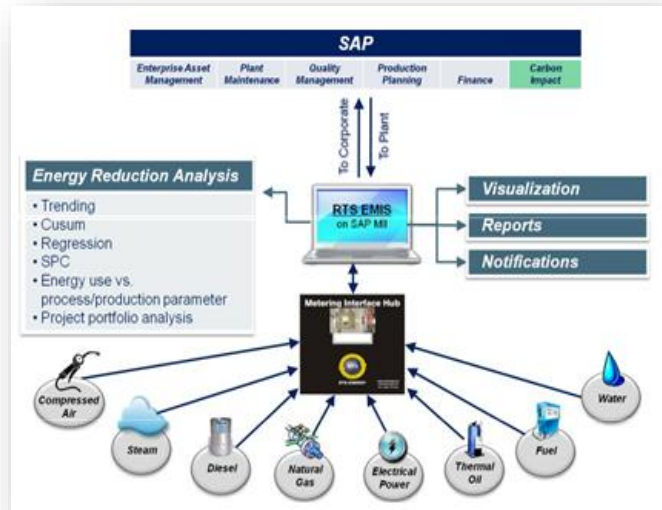 SAP
Enterprise Asset
Management
Plant
Maintenance
Quality
Management
Production
Planning
Finance
Carbon
Impact
To Corporate
To Plant
Energy Reduction Analysis
• Trending
• Cusum
• Regression
• SPC
• Energy use vs.
process/production parameter
• Project portfolio analysis
RTS EMIS
on SAP MII
Visualization
Reports
Notifications
Metering Interface Hub
RTS ENERGY
Compressed
Air
Steam
Diesel
Natural
Gas
Electrical
Power
Thermal
Oil
Fuel
Water